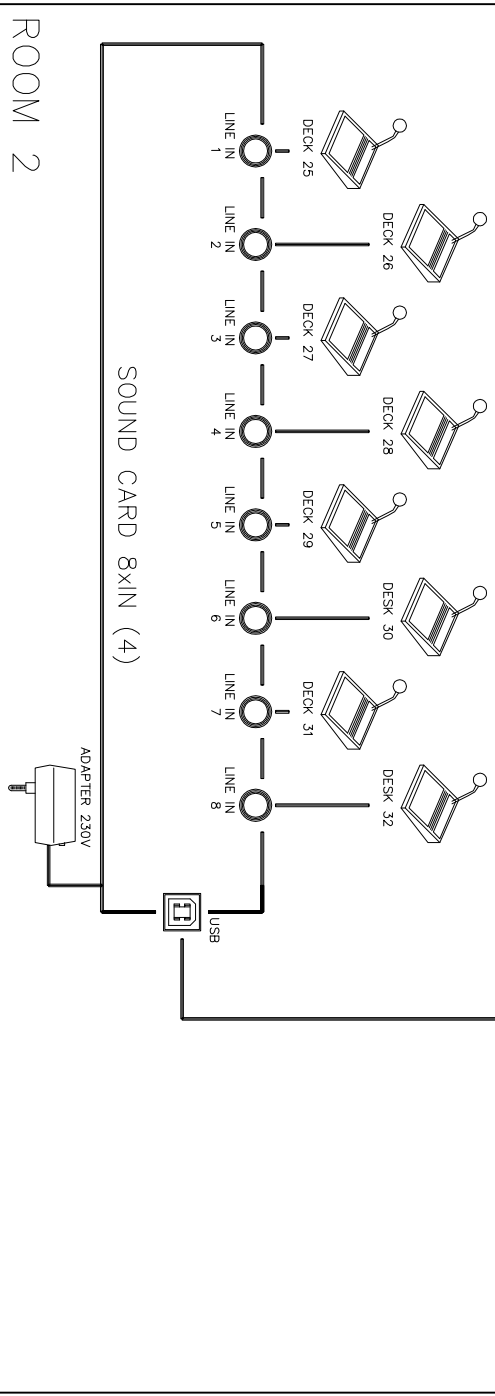 DECK 26
DECK 28
DESK 30
DESK 32
DECK 25
DECK 27
DECK 29
DECK 31
LINE IN
1
LINE IN
2
LINE IN
3
LINE IN
4
LINE IN
5
LINE IN
6
LINE IN
7
LINE IN
8
USB
SOUND CARD 8xIN (4)
ADAPTER 230V
ROOM 2